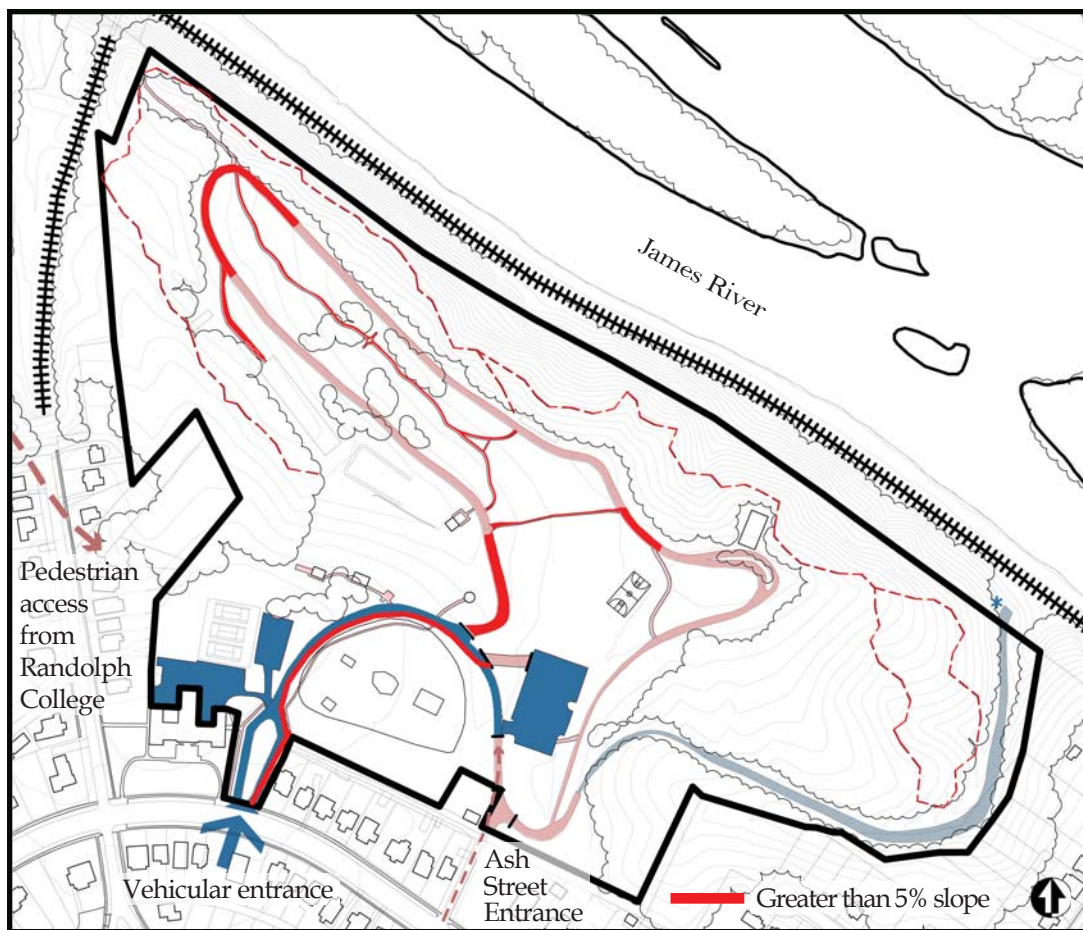 James River
Pedestrian
access
from
Randolph
College
Vehicular entrance
Ash
Street
Entrance
Greater than 5% slope